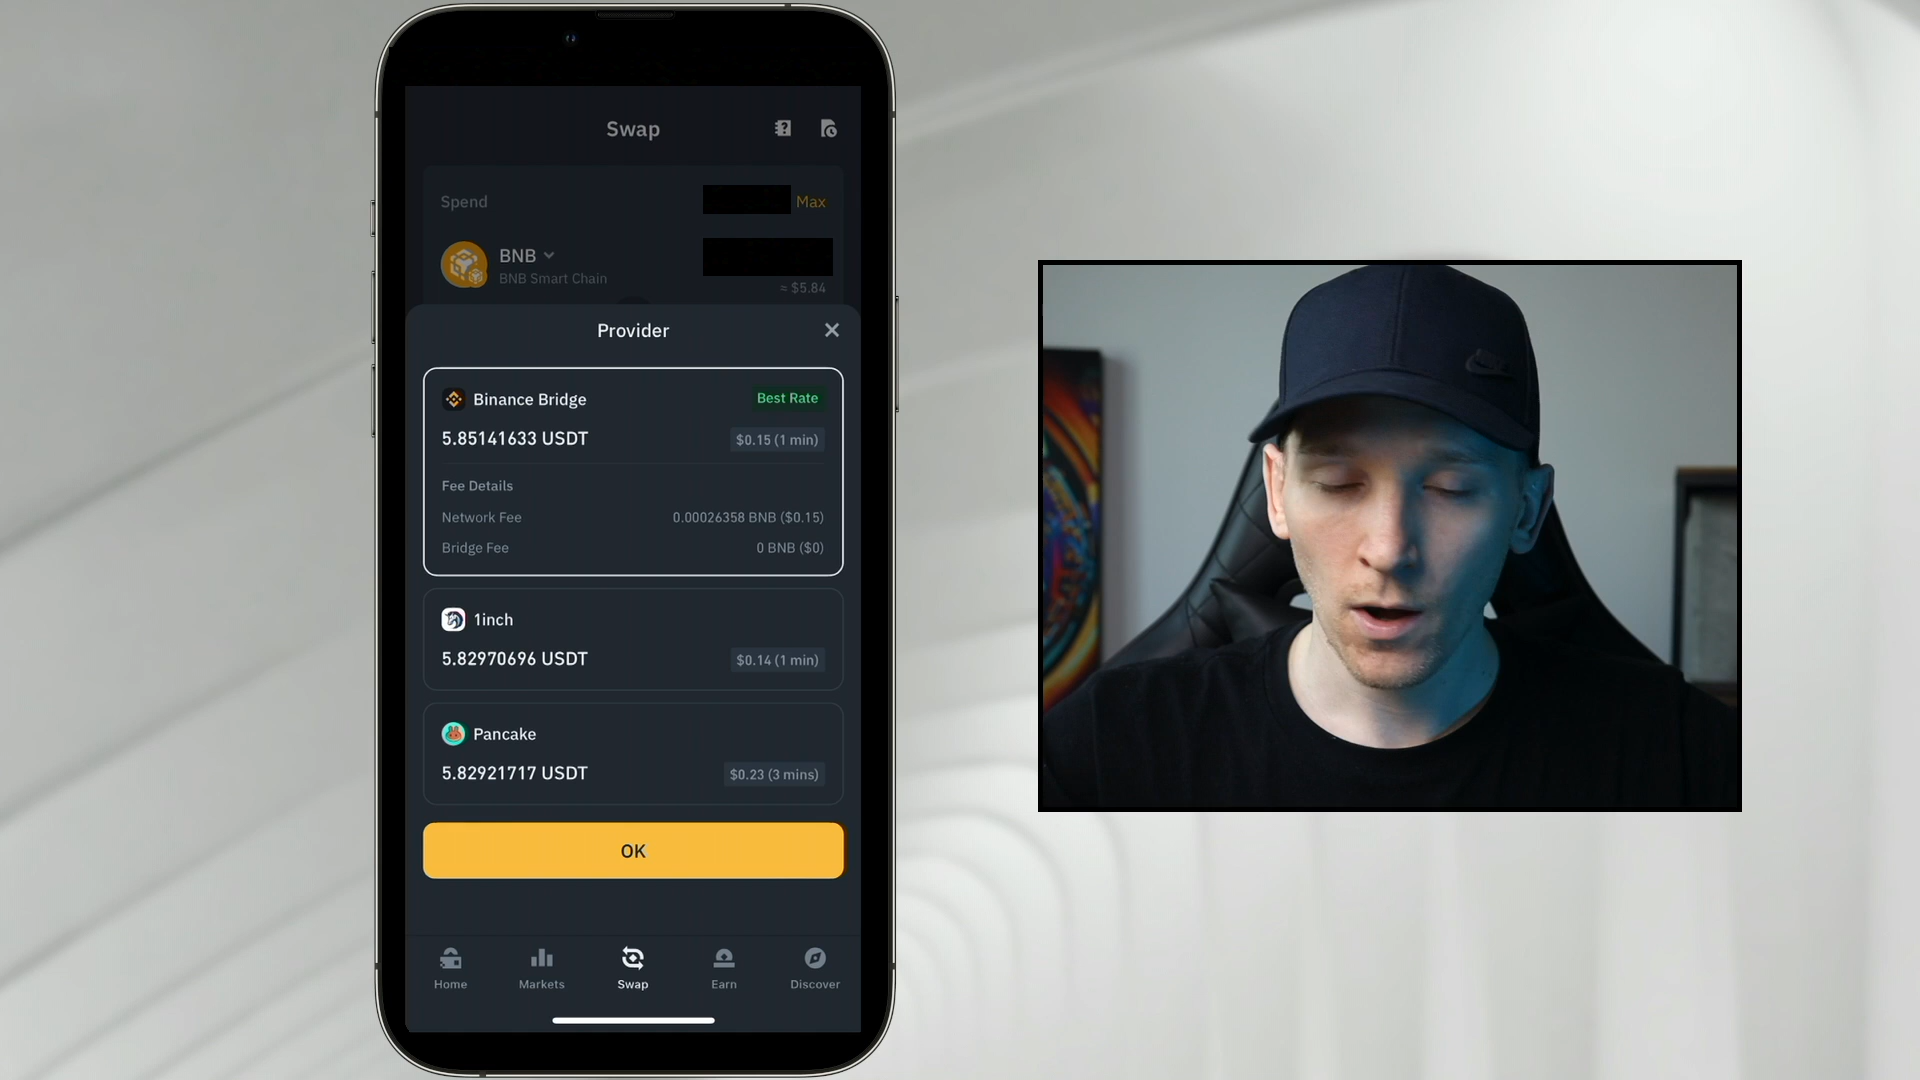 Swap
Spend
Max
BNB
BNB Smart Chain
≈ $5.84
Provider
Binance Bridge
Best Rate
5.85141633 USDT
$0.15 (1 min)
Fee Details
Network Fee
0.00026358 BNB ($0.15)
Bridge Fee
0 BNB ($0)
1inch
5.82970696 USDT
$0.14 (1 min)
Pancake
5.82921717 USDT
$0.23 (3 mins)
OK
Home
Markets
Swap
Earn
Discover